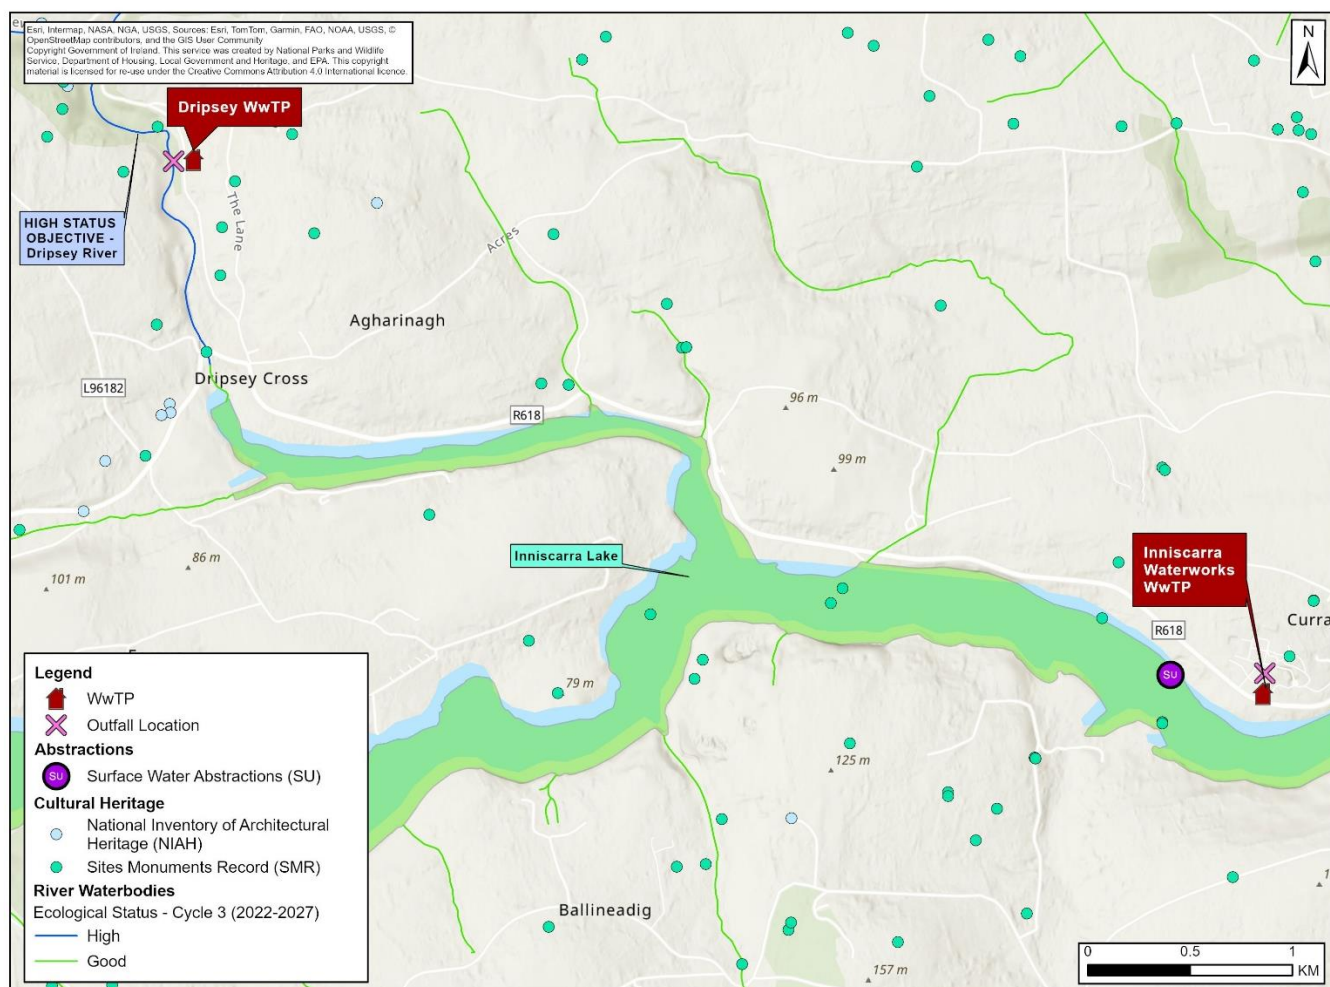 Esri, Intermap, NASA, NGA, USGS, Sources: Esri, TomTom, Garmin, FAO, NOAA, USGS, ©
OpenStreetMap contributors, and the GIS User Community
Copyright Government of Ireland. This service was created by National Parks and Wildlife
Service, Department of Housing, Local Government and Heritage, and EPA. This copyright
material is licensed for re-use under the Creative Commons Attribution 4.0 International licence.
N
Dripsey WwTP
HIGH STATUS
OBJECTIVE -
Dripsey River
The Lane
Acres
Agharinagh
Dripsey Cross
L96182
R618
96 m
99 m
86 m
101 m
Inniscarra Lake
Inniscarra
Waterworks
WwTP
R618
Curra
SU
79 m
125 m
Ballineadig
157 m
Legend
WwTP
Outfall Location
Abstractions
SU
Surface Water Abstractions (SU)
Cultural Heritage
National Inventory of Architectural
Heritage (NIAH)
Sites Monuments Record (SMR)
River Waterbodies
Ecological Status - Cycle 3 (2022-2027)
High
Good
0 0.5 1
KM